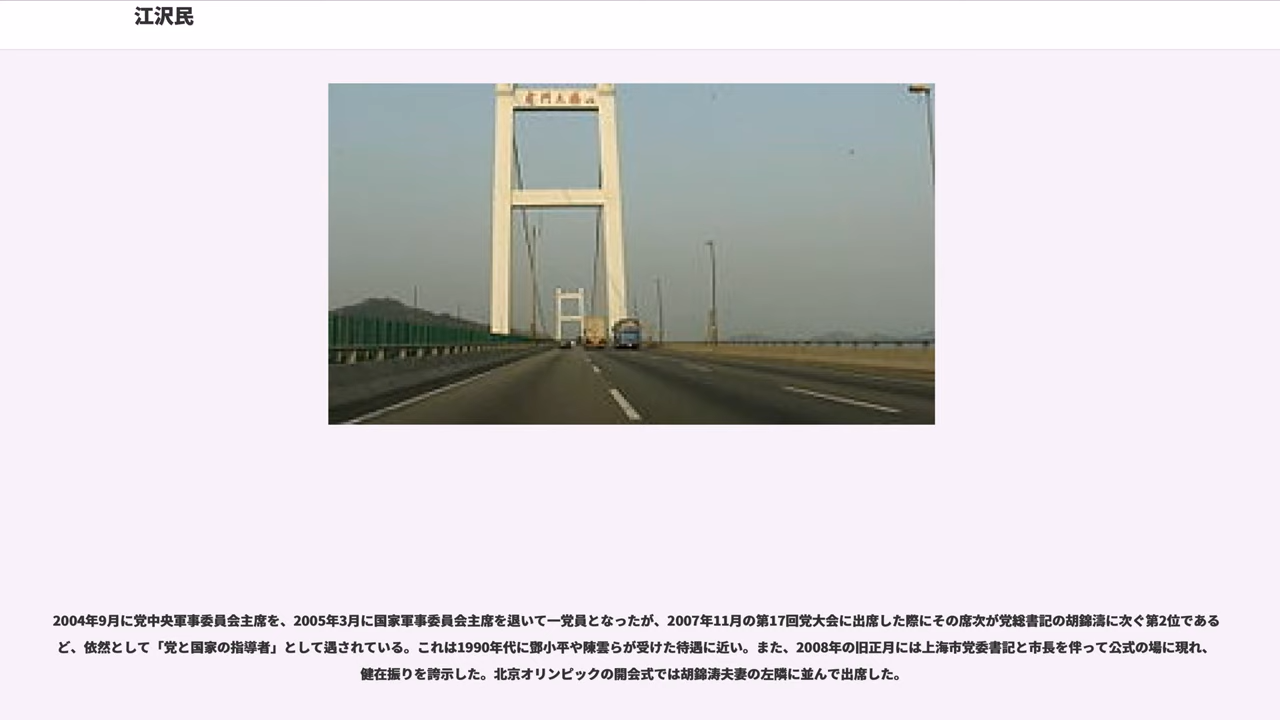 江沢民
2004年9月に党中央軍事委員会主席を、2005年3月に国家軍事委員会主席を退いて一党員となったが、2007年11月の第17回党大会に出席した際にその席次が党総書記の胡錦濤に次ぐ第2位である
ど、依然として「党と国家の指導者」として遇されている。これは1990年代に鄧小平や陳雲らが受けた待遇に近い。また、2008年の旧正月には上海市党委書記と市長を伴って公式の場に現れ、
健在振りを誇示した。北京オリンピックの開会式では胡錦濤夫妻の左隣に並んで出席した。